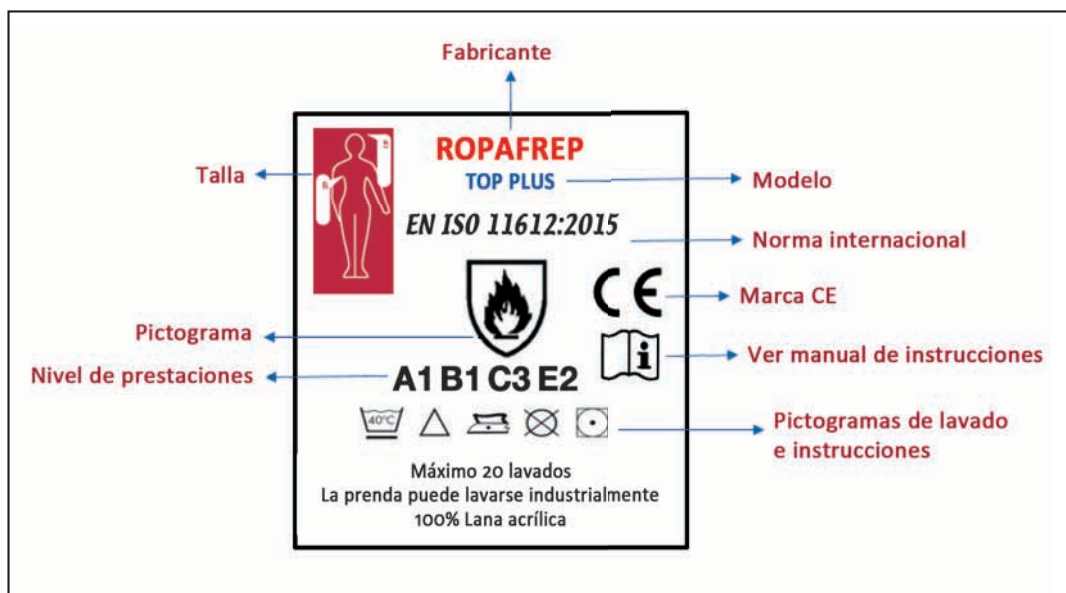 Fabricante
ROPAFREP
Talla
TOP PLUS
Modelo
EN ISO 11612:2015
Norma internacional
CE
Marca CE
Pictograma
i
Ver manual de instrucciones
Nivel de prestaciones
A1 B1 C3 E2
40°C
Pictogramas de lavado
e instrucciones
Máximo 20 lavados
La prenda puede lavarse industrialmente
100% Lana acrílica